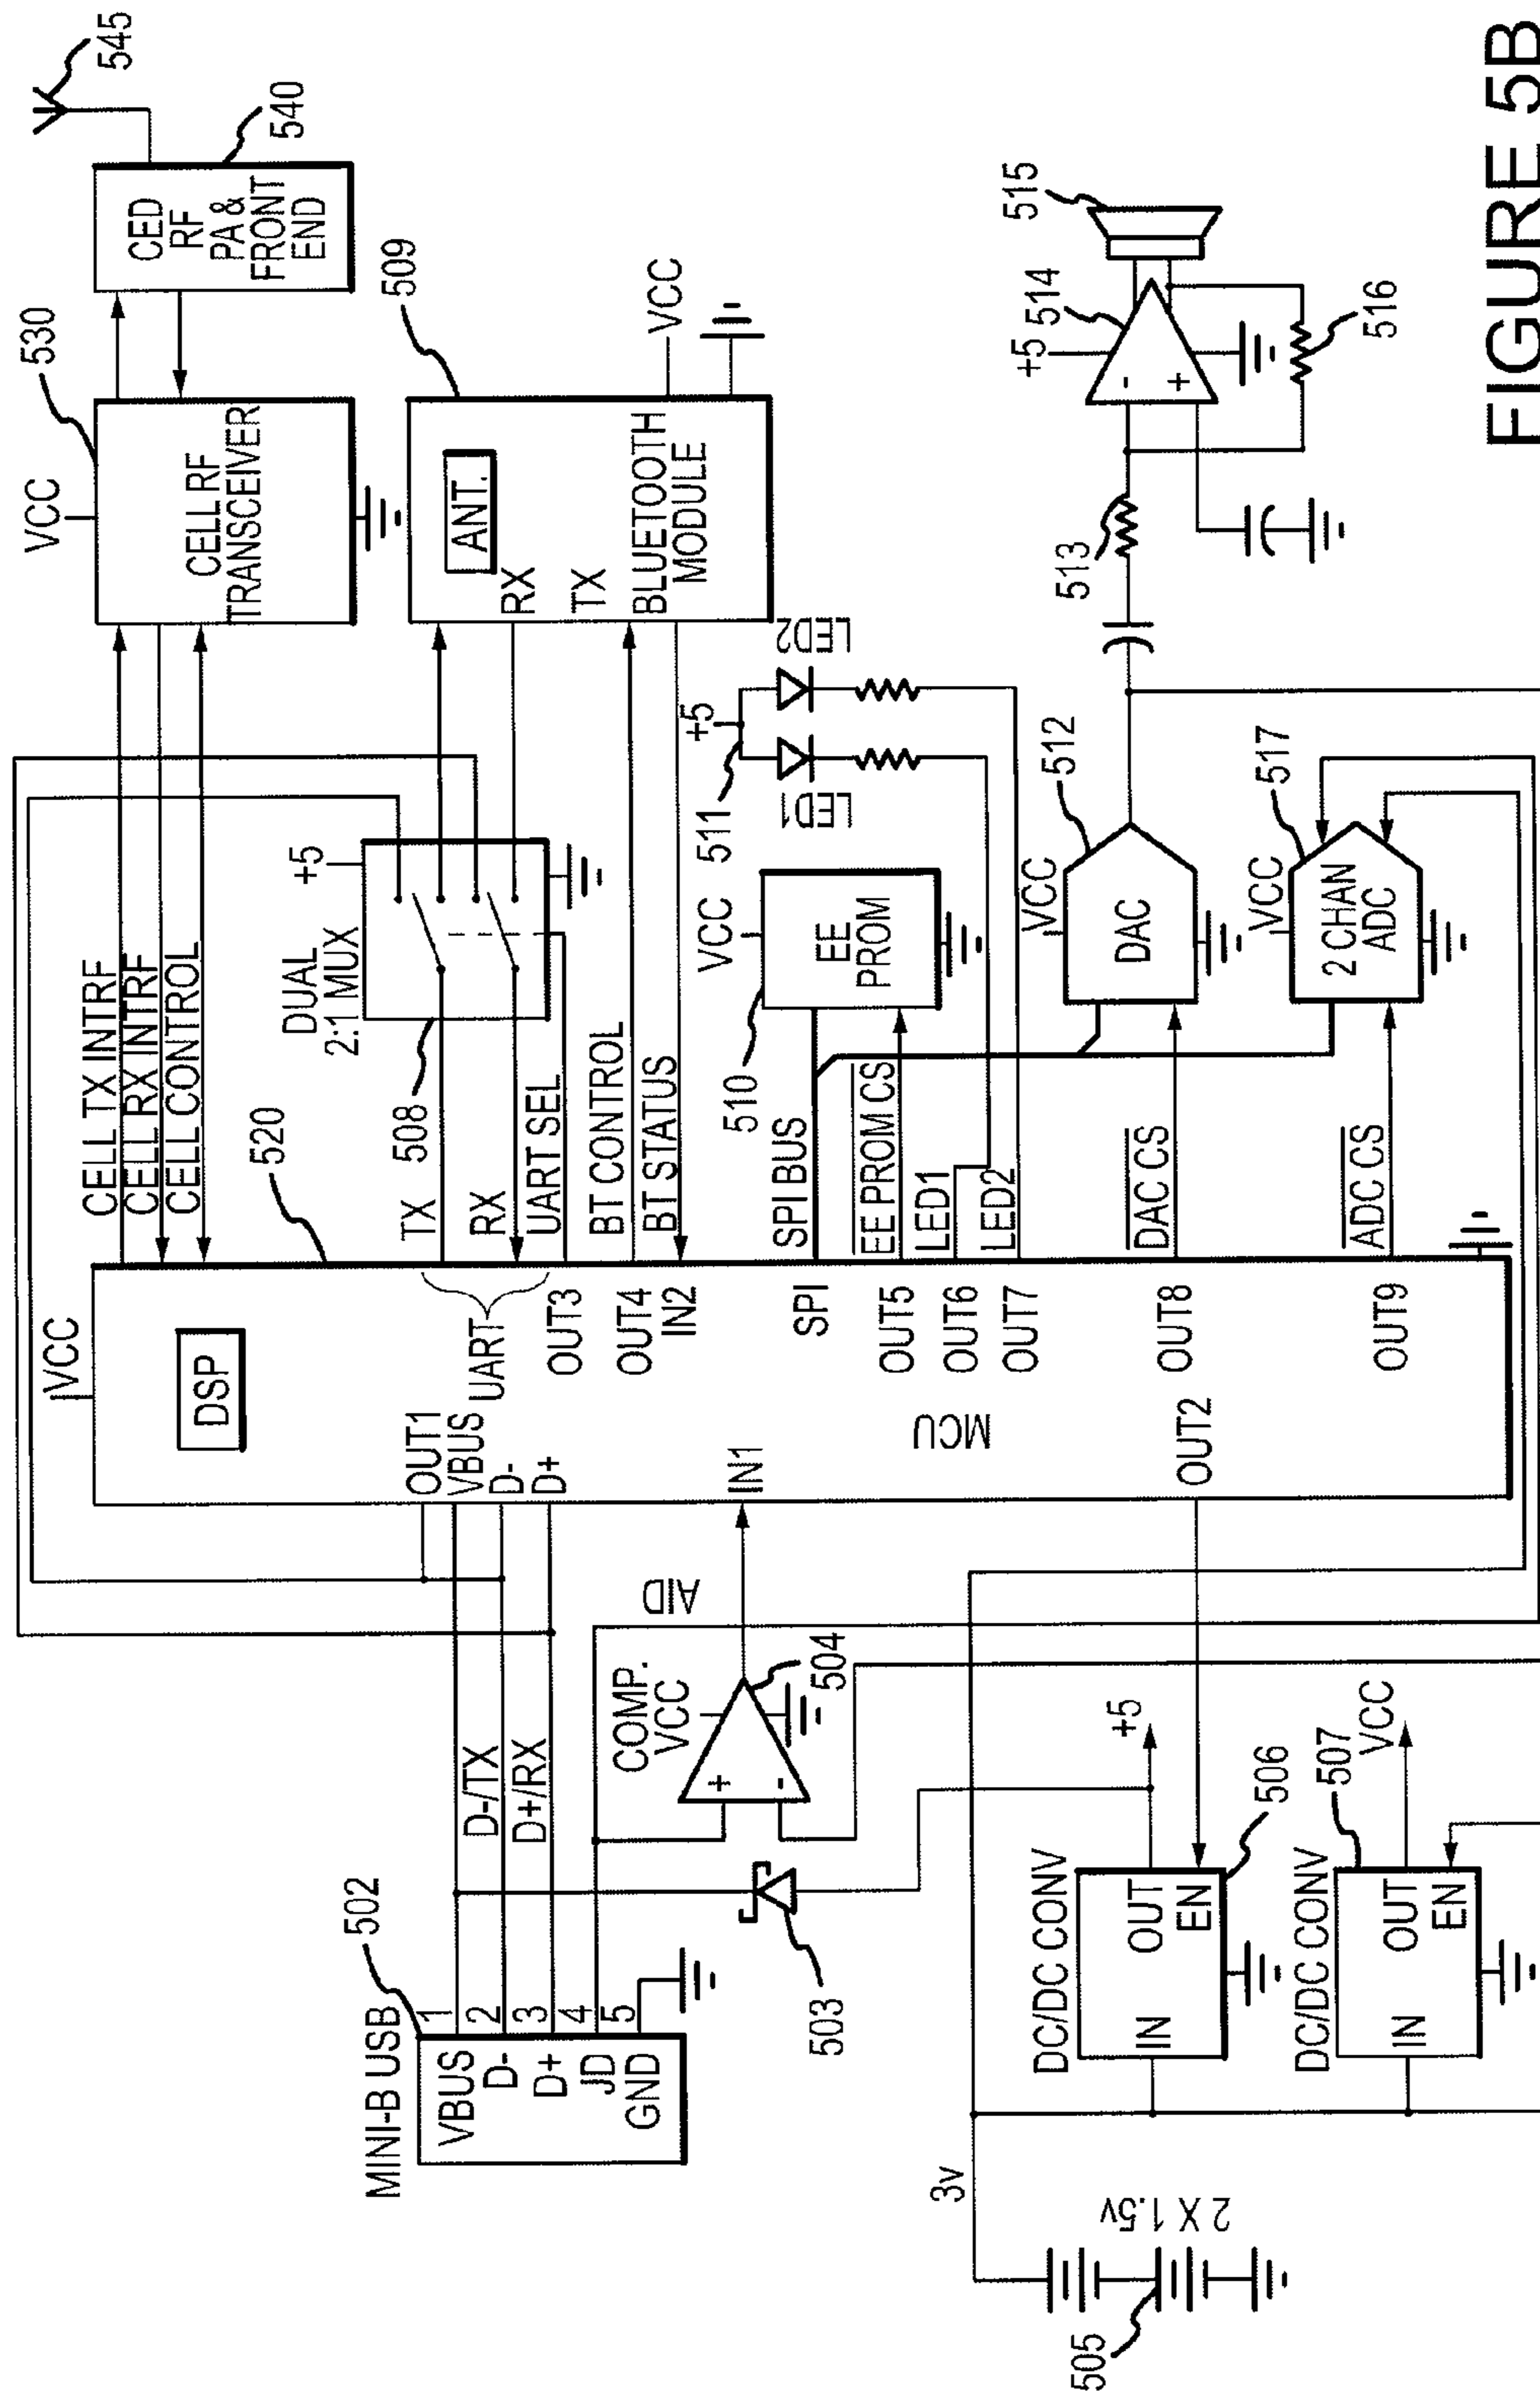 545
540
CED
RF
PA &
FRONT
END
530
VCC
CELL RF
TRANSCEIVER
509
VCC
ANT.
RX
TX
BLUETOOTH
MODULE
CELL TX INTRF
CELL RX INTRF
CELL CONTROL
DUAL
2:1 MUX
+5
508
520
TX
RX
UART SEL
BT CONTROL
BT STATUS
+5
511
LED1
LED2
VCC
EE
PROM
510
SPI BUS
EE PROM CS
LED1
LED2
512
VCC
DAC
DAC CS
517
VCC
2 CHAN
ADC
ADC CS
513
+5
514
515
-
+
516
VCC
DSP
OUT1
VBUS
D-
D+
UART
OUT3
OUT4
IN2
IN1
MCU
SPI
OUT5
OUT6
OUT7
OUT2
OUT8
OUT9
AID
COMP.
VCC
+
-
504
D-/TX
D+/RX
502
MINI-B USB
VBUS 1
D- 2
D+ 3
JD 4
GND 5
503
DC/DC CONV
IN
OUT
EN
+5
506
DC/DC CONV
IN
OUT
EN
507
VCC
3v
2 X 1.5v
505
FIGURE 5B